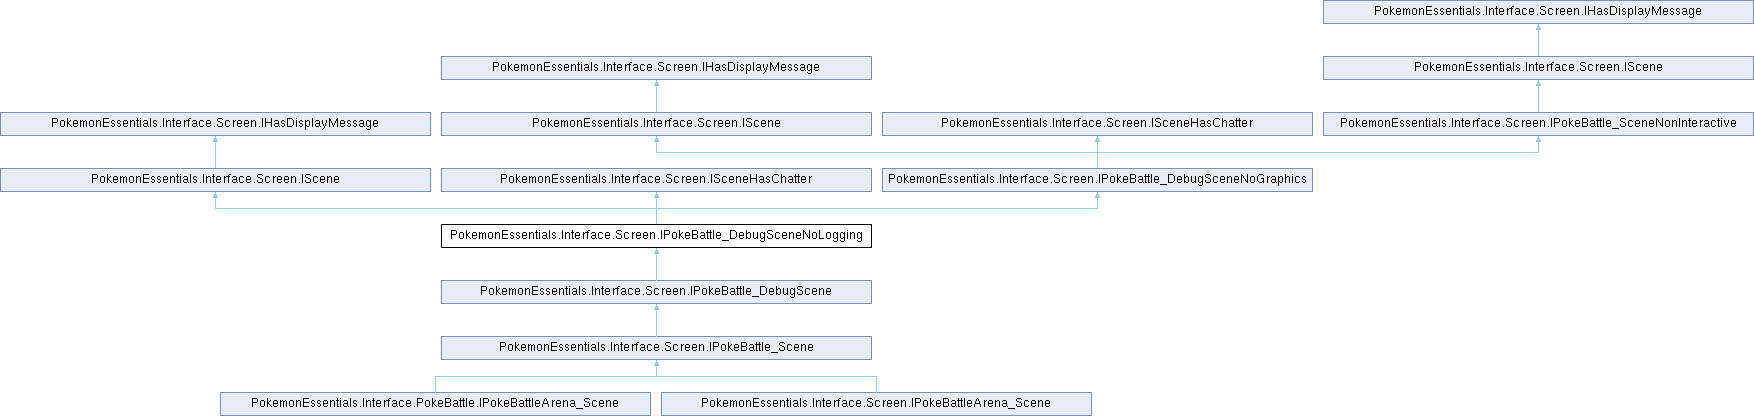 PokemonEssentials.Interface.Screen.IHasDisplayMessage
PokemonEssentials.Interface.Screen.IHasDisplayMessage
PokemonEssentials.Interface.Screen.IScene
PokemonEssentials.Interface.Screen.IHasDisplayMessage
PokemonEssentials.Interface.Screen.IScene
PokemonEssentials.Interface.Screen.ISceneHasChatter
PokemonEssentials.Interface.Screen.IPokeBattle_SceneNonInteractive
PokemonEssentials.Interface.Screen.IScene
PokemonEssentials.Interface.Screen.ISceneHasChatter
PokemonEssentials.Interface.Screen.IPokeBattle_DebugSceneNoGraphics
PokemonEssentials.Interface.Screen.IPokeBattle_DebugSceneNoLogging
PokemonEssentials.Interface.Screen.IPokeBattle_DebugScene
PokemonEssentials.Interface.Screen.IPokeBattle_Scene
PokemonEssentials.Interface.PokeBattle.IPokeBattleArena_Scene
PokemonEssentials.Interface.Screen.IPokeBattleArena_Scene